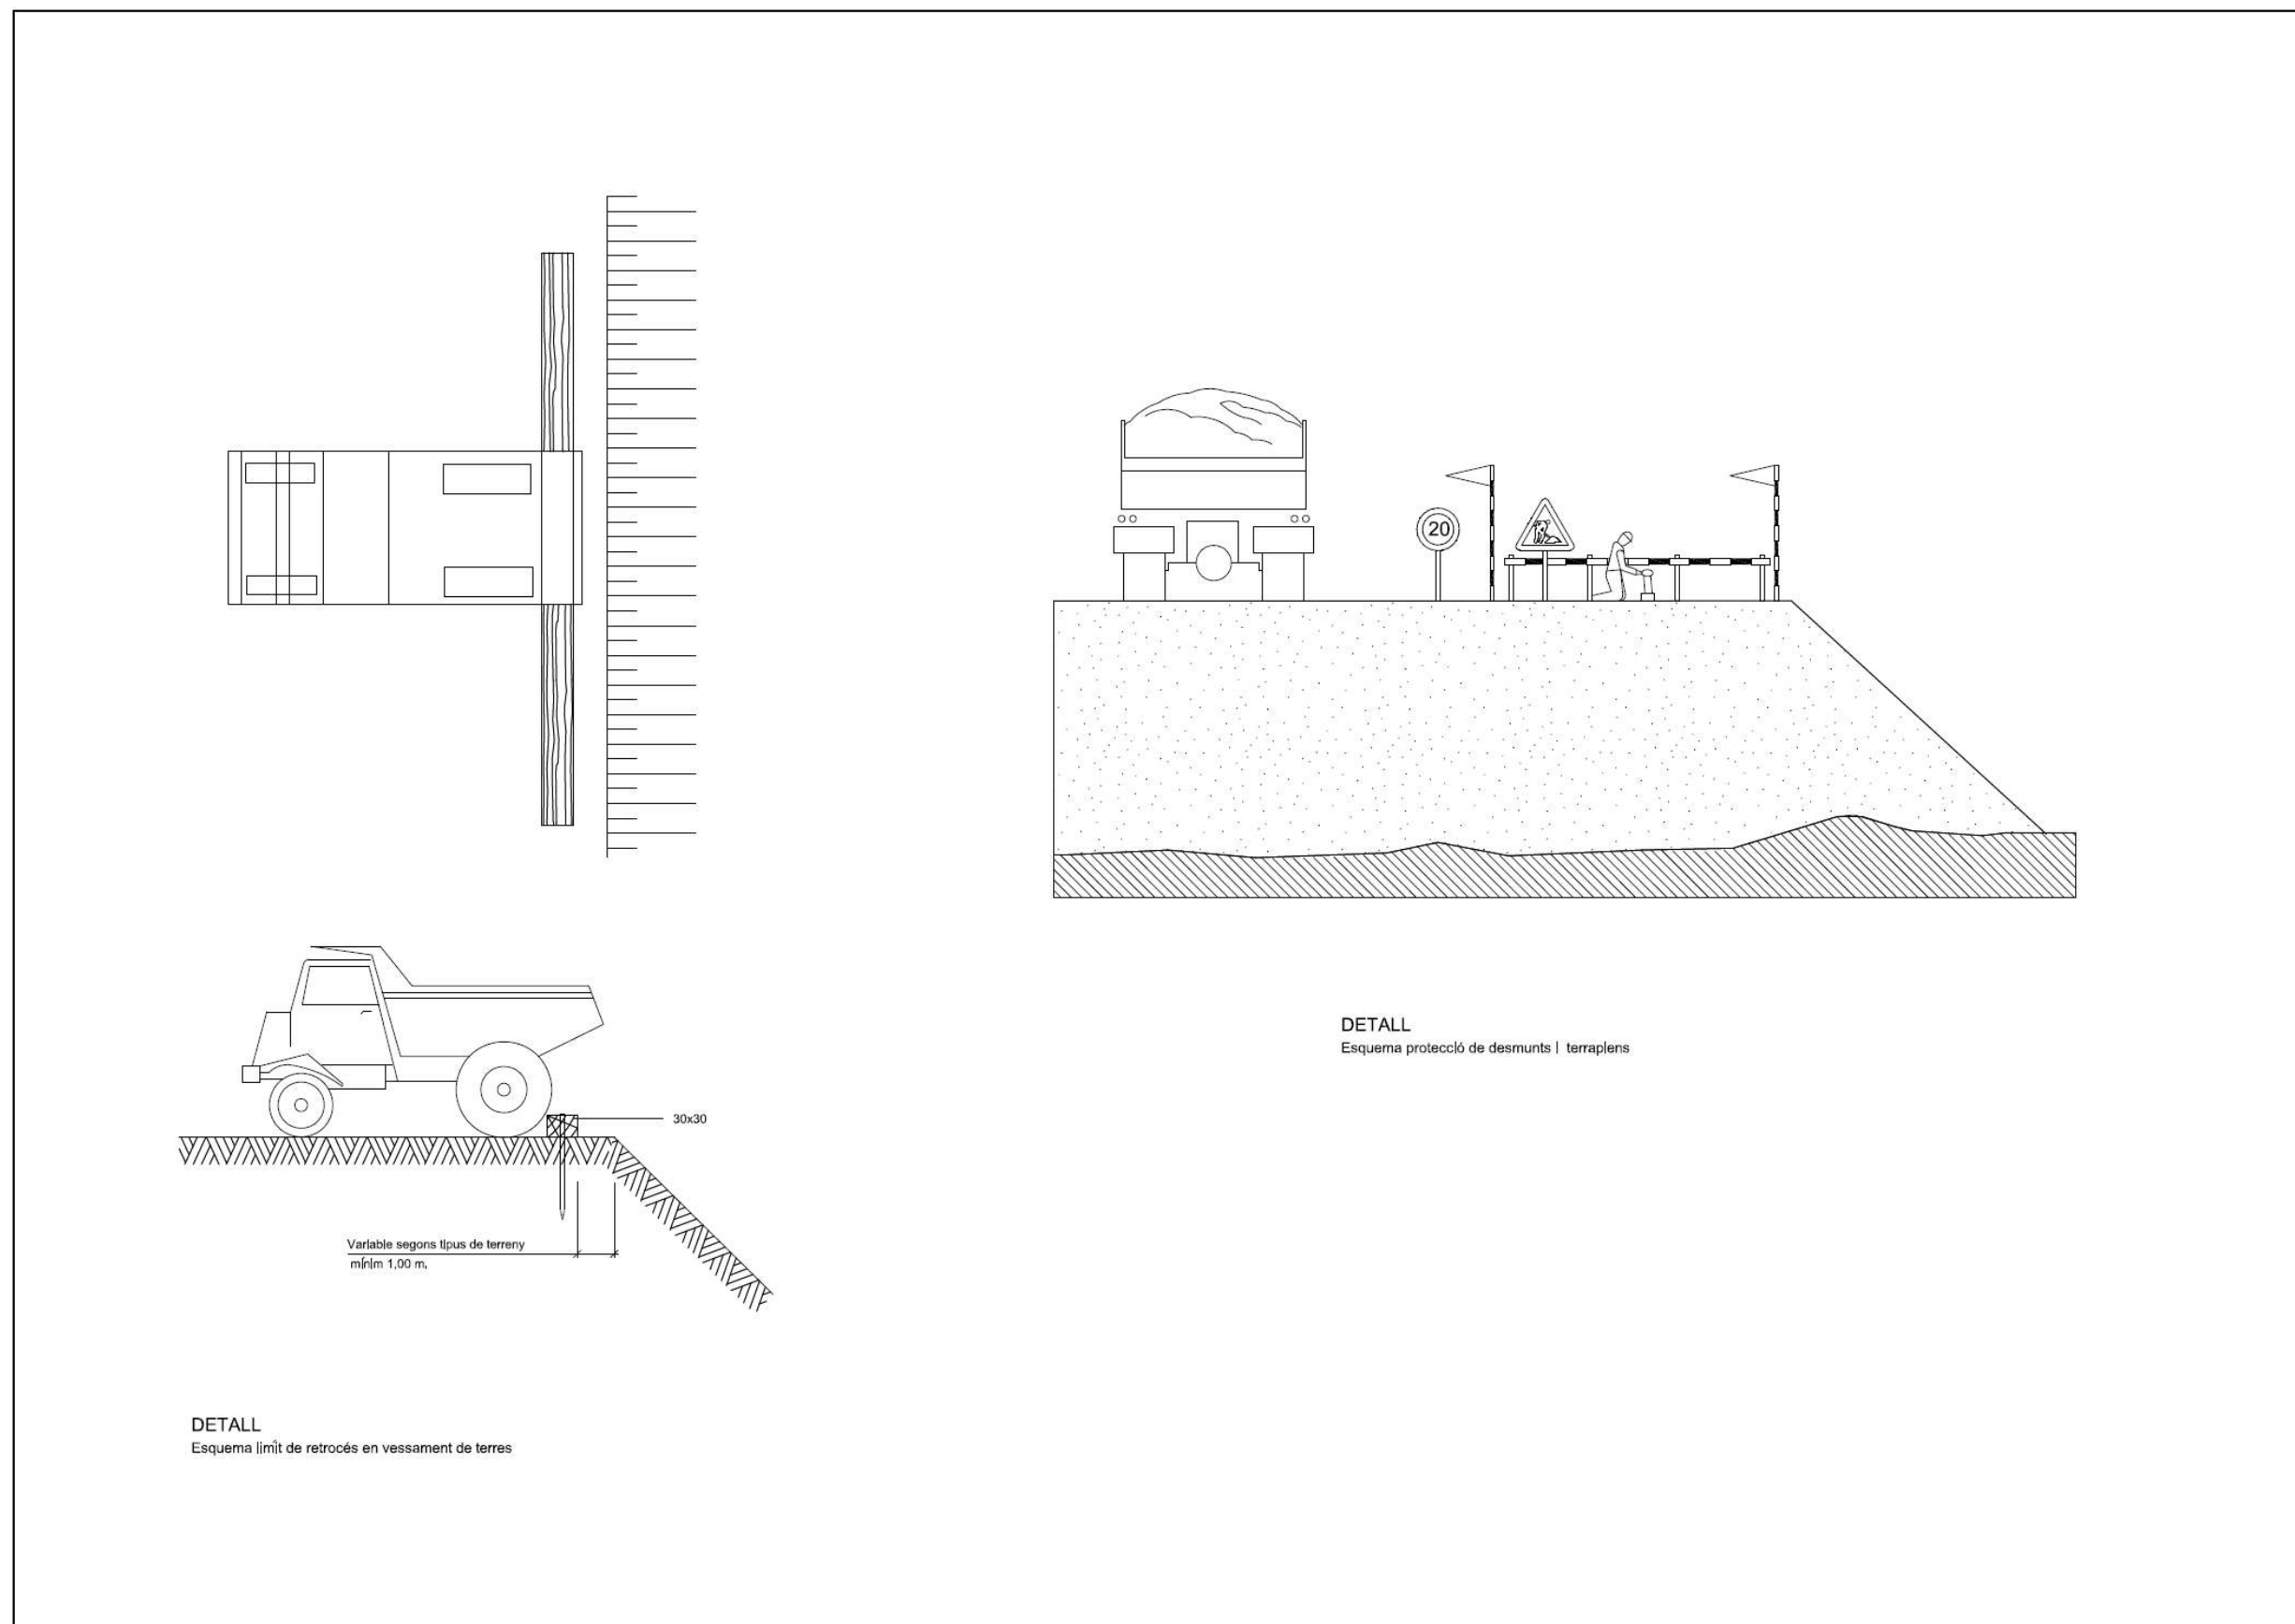 20
DETALL
Esquema protecció de desmunts i terraplens
30x30
Variable segons tipus de terreny
mínim 1,00 m.
DETALL
Esquema limit de retrocés en vessament de terres